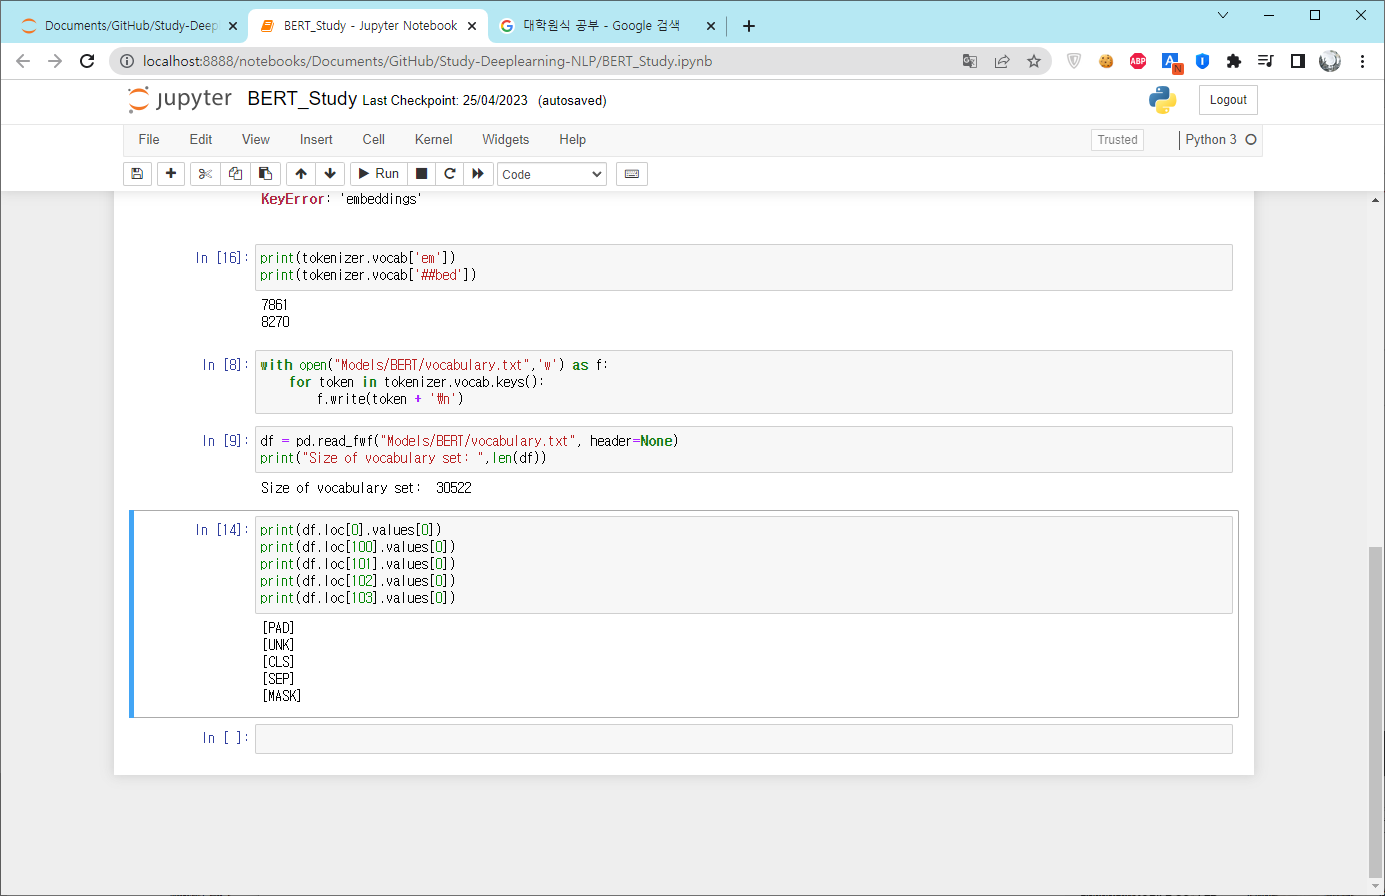 Documents/GitHub/Study-Deep
BERT_Study - Jupyter Notebook
대학원식 공부 - Google 검색
localhost:8888/notebooks/Documents/GitHub/Study-Deeplearning-NLP/BERT_Study.ipynb
ABP
jupyter BERT_Study Last Checkpoint: 25/04/2023 (autosaved)
Logout
File Edit View Insert Cell Kernel Widgets Help
Trusted
Python 3
Run
Code
KeyError: 'embeddings'
In [16]: print(tokenizer.vocab['em'])
print(tokenizer.vocab['##bed'])
7861
8270
In [8]: with open("Models/BERT/vocabulary.txt",'w') as f:
for token in tokenizer.vocab.keys():
f.write(token + '₩n')
In [9]: df = pd.read_fwf("Models/BERT/vocabulary.txt", header=None)
print("Size of vocabulary set: ",len(df))
Size of vocabulary set:  30522
In [14]: print(df.loc[0].values[0])
print(df.loc[100].values[0])
print(df.loc[101].values[0])
print(df.loc[102].values[0])
print(df.loc[103].values[0])
[PAD]
[UNK]
[CLS]
[SEP]
[MASK]
In [ ]: